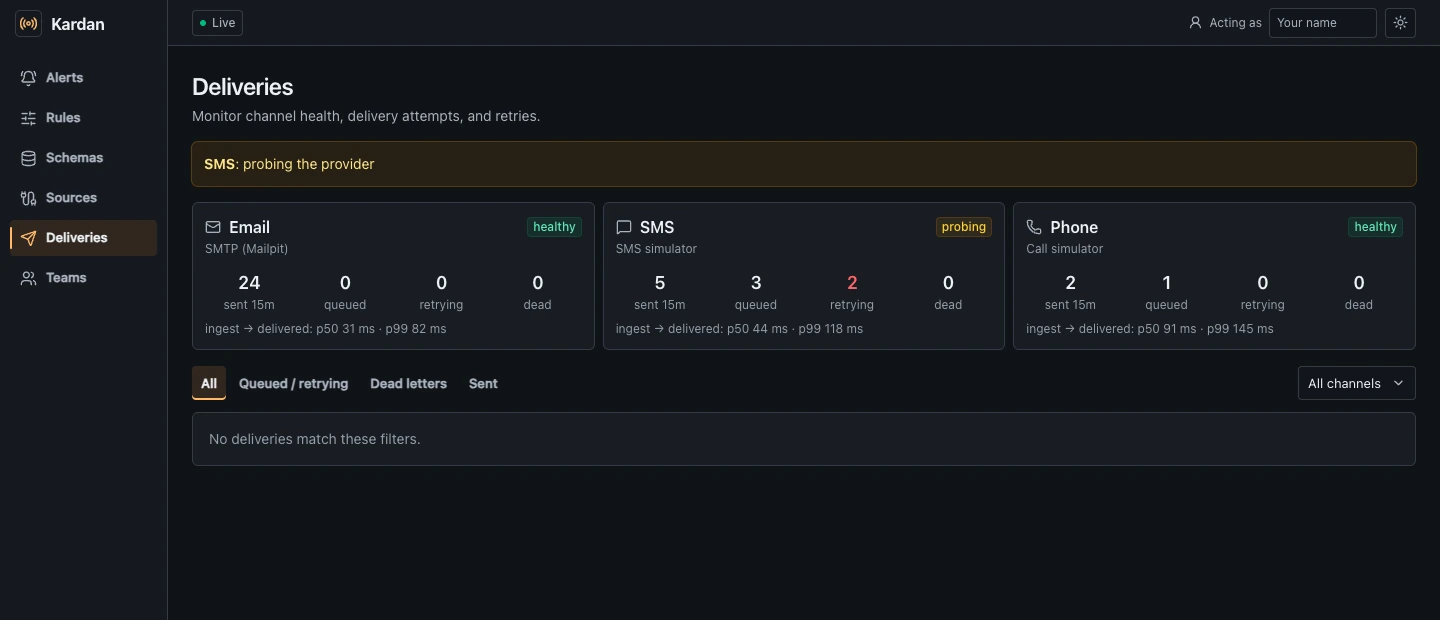 Kardan
Live
Acting as
Your name
Alerts
Rules
Schemas
Sources
Deliveries
Teams
Deliveries
Monitor channel health, delivery attempts, and retries.
SMS: probing the provider
Email
healthy
SMTP (Mailpit)
24 0 0 0
sent 15m queued retrying dead
ingest → delivered: p50 31 ms · p99 82 ms
SMS
probing
SMS simulator
5 3 2 0
sent 15m queued retrying dead
ingest → delivered: p50 44 ms · p99 118 ms
Phone
healthy
Call simulator
2 1 0 0
sent 15m queued retrying dead
ingest → delivered: p50 91 ms · p99 145 ms
All Queued / retrying Dead letters Sent
All channels
No deliveries match these filters.